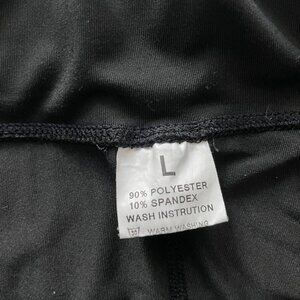 L
90% POLYESTER
10% SPANDEX
WASH INSTRUTION
WARM WASHING